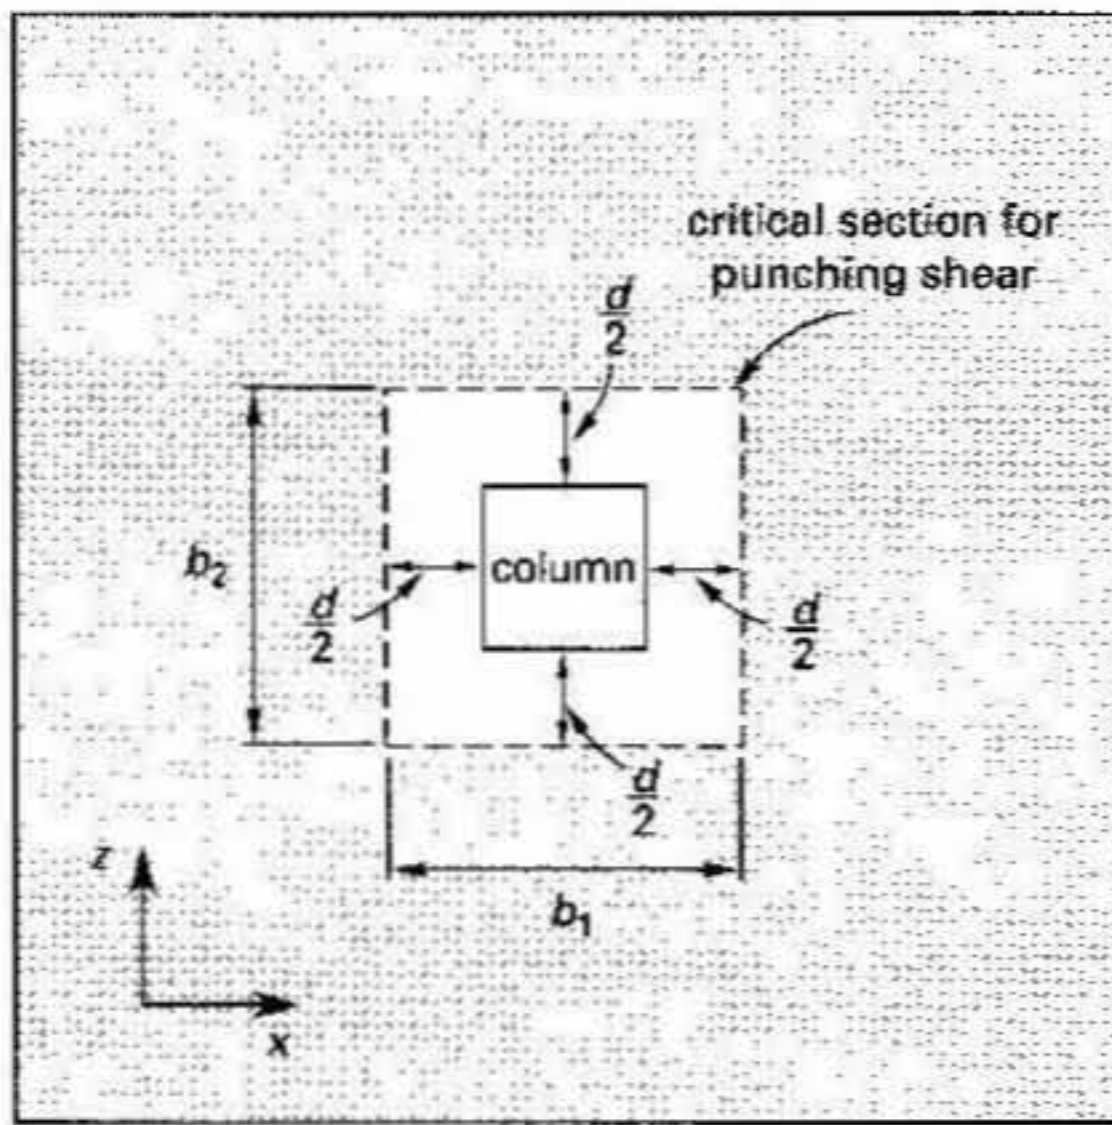 critical section for
punching shear
d/2
b₂
column
d/2
d/2
d/2
z
b₁
x